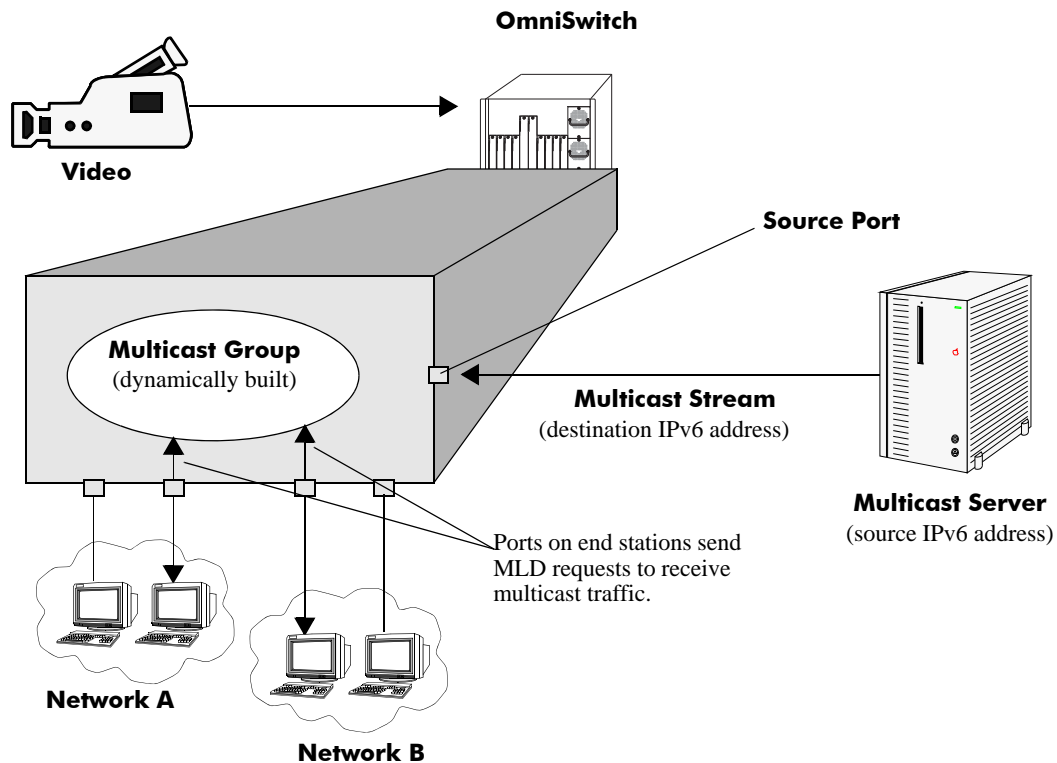 OmniSwitch
Video
Source Port
Multicast Group
(dynamically built)
Multicast Stream
(destination IPv6 address)
Multicast Server
(source IPv6 address)
Ports on end stations send
MLD requests to receive
multicast traffic.
Network A
Network B